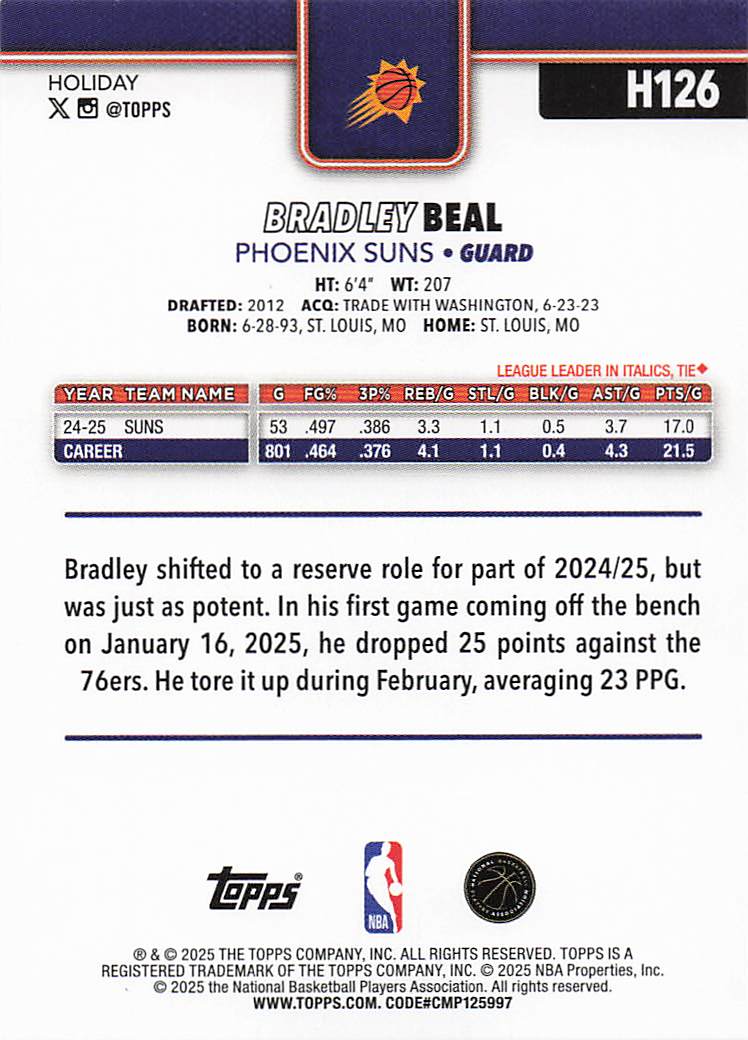 HOLIDAY
@TOPPS
H126
BRADLEY BEAL
PHOENIX SUNS • GUARD
HT: 6'4" WT: 207
DRAFTED: 2012 ACQ: TRADE WITH WASHINGTON, 6-23-23
BORN: 6-28-93, ST. LOUIS, MO HOME: ST. LOUIS, MO
LEAGUE LEADER IN ITALICS, TIE◆
YEAR TEAM NAME G FG% 3P% REB/G STL/G BLK/G AST/G PTS/G
24-25 SUNS 53 .497 .386 3.3 1.1 0.5 3.7 17.0
CAREER 801 .464 .376 4.1 1.1 0.4 4.3 21.5
Bradley shifted to a reserve role for part of 2024/25, but
was just as potent. In his first game coming off the bench
on January 16, 2025, he dropped 25 points against the
76ers. He tore it up during February, averaging 23 PPG.
Topps®
NBA
NATIONAL BASKETBALL PLAYERS ASSOCIATION
® & © 2025 THE TOPPS COMPANY, INC. ALL RIGHTS RESERVED. TOPPS IS A
REGISTERED TRADEMARK OF THE TOPPS COMPANY, INC. © 2025 NBA Properties, Inc.
© 2025 the National Basketball Players Association. All rights reserved.
WWW.TOPPS.COM. CODE#CMP125997